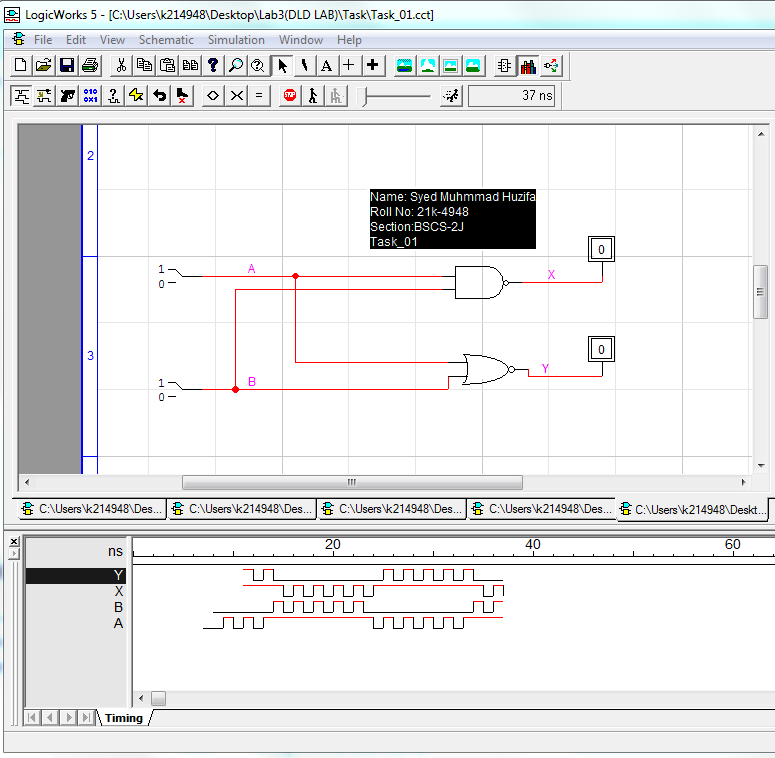 LogicWorks 5 - [C:\Users\k214948\Desktop\Lab3(DLD LAB)\Task\Task_01.cct]
File Edit View Schematic Simulation Window Help
37 ns
2
Name: Syed Muhmmad Huzifa
Roll No: 21k-4948
Section:BSCS-2J
Task_01
0
1
A
X
0
0
3
Y
1
B
0
C:\Users\k214948\Des... C:\Users\k214948\Des... C:\Users\k214948\Des... C:\Users\k214948\Des... C:\Users\k214948\Deskt...
ns 20 40 60
Y
X
B
A
Timing